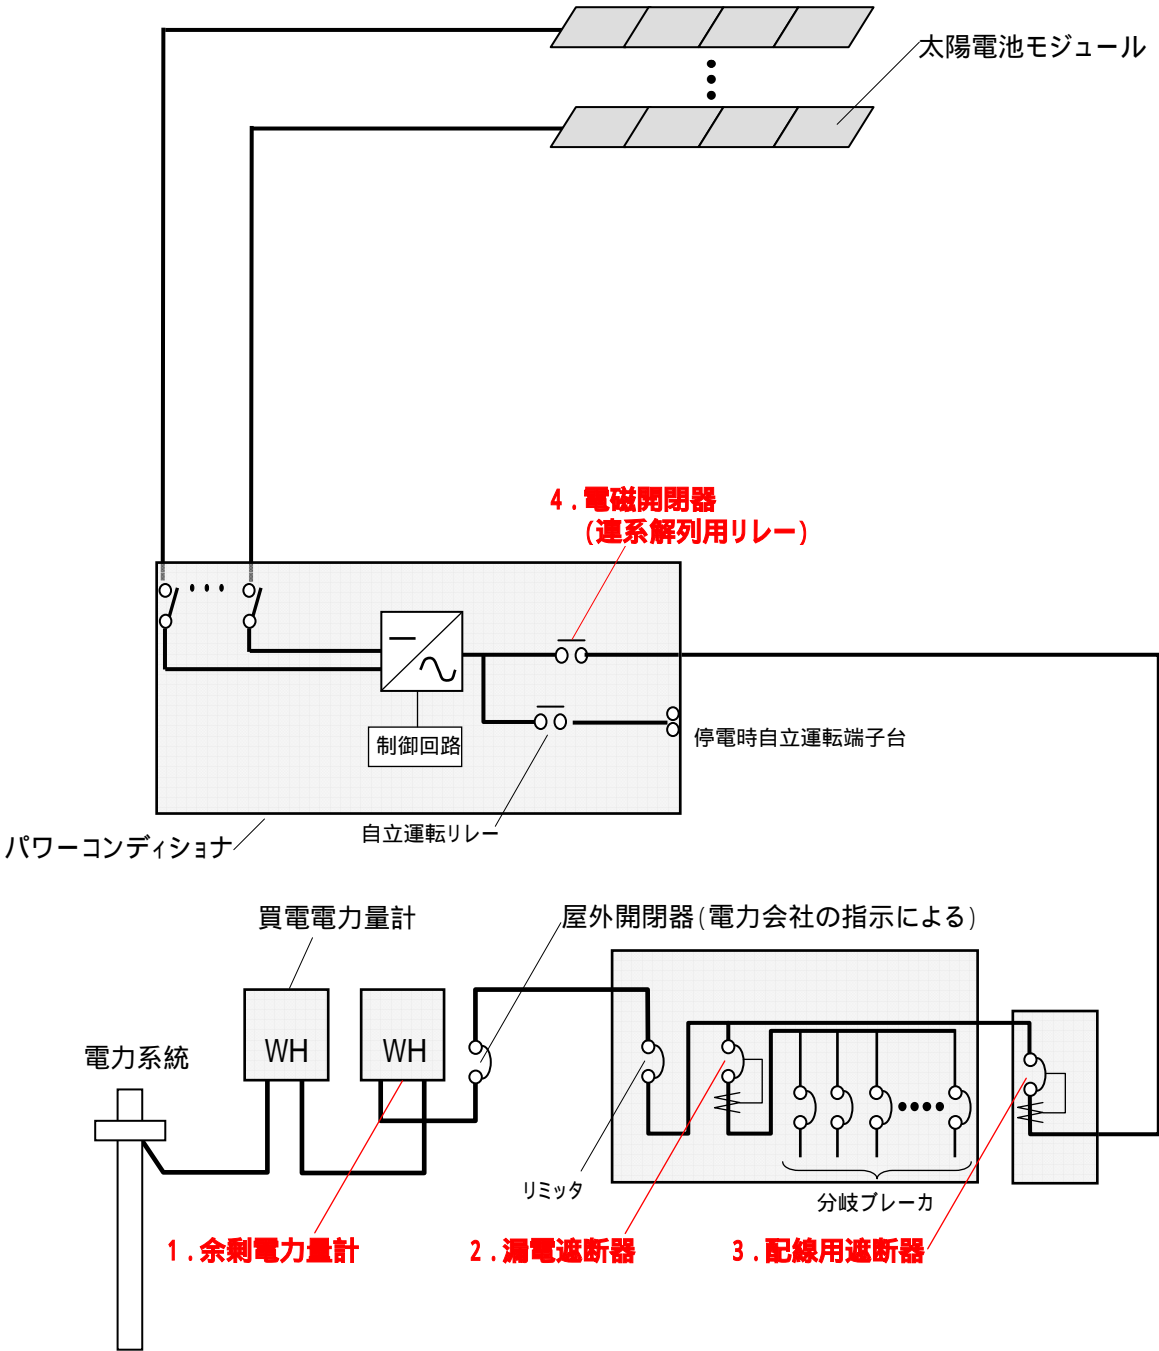 太陽電池モジュール
4．電磁開閉器
(連系解列用リレー)
制御回路
停電時自立運転端子台
自立運転リレー
パワーコンディショナ
買電電力量計
屋外開閉器(電力会社の指示による)
WH
WH
電力系統
リミッタ
分岐ブレーカ
1．余剰電力量計
2．漏電遮断器
3．配線用遮断器